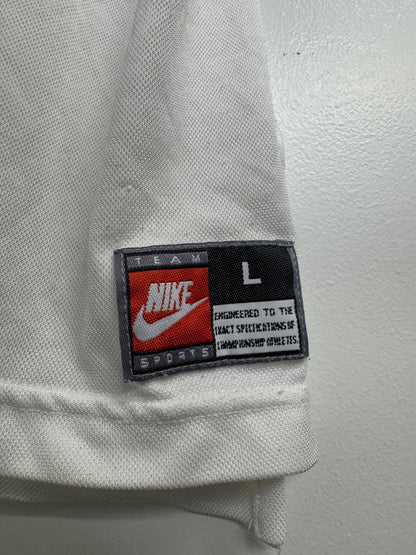 TEAM
NIKE
SPORTS
L
ENGINEERED TO THE
EXACT SPECIFICATIONS OF
CHAMPIONSHIP ATHLETES.